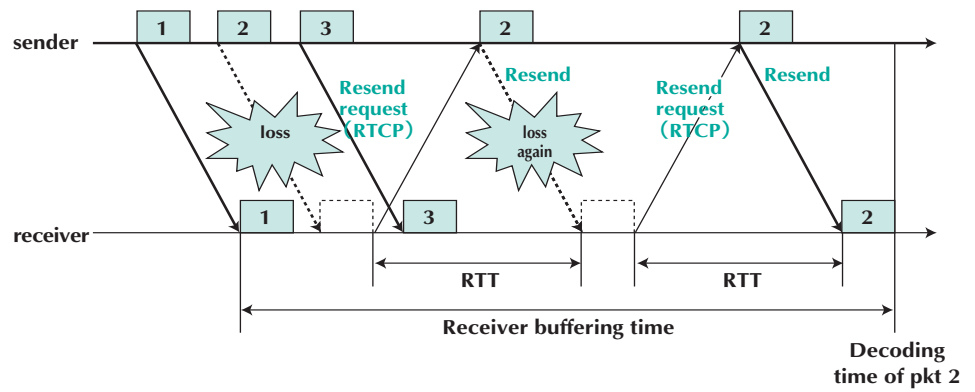 1
2
3
2
2
sender
Resend
request
(RTCP)
Resend
Resend
request
(RTCP)
Resend
loss
loss
again
receiver
1
3
2
RTT
RTT
Receiver buffering time
Decoding
time of pkt 2